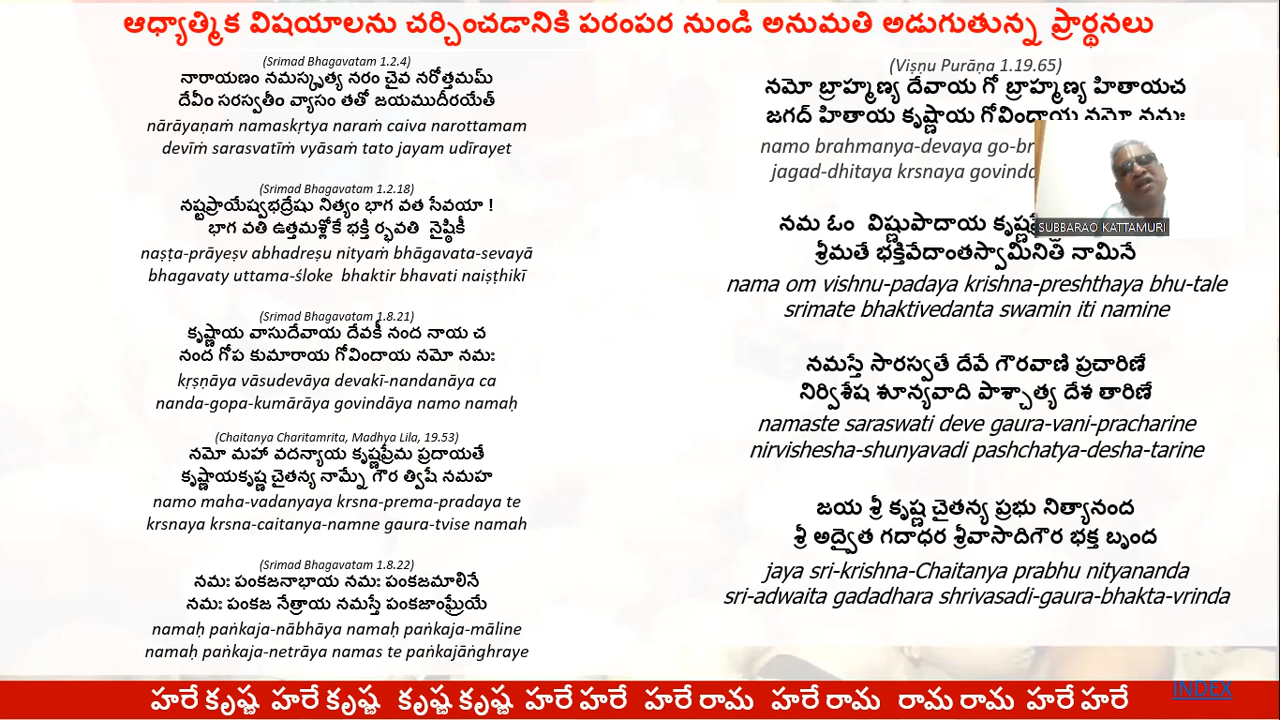 ఆధ్యాత్మిక విషయాలను చర్చించడానికి పరంపర నుండి అనుమతి అడుగుతున్న ప్రార్థనలు
(Srimad Bhagavatam 1.2.4)
నారాయణం నమస్కృత్య నరం చైవ నరోత్తమమ్
దేవీం సరస్వతీం వ్యాసం తతో జయముదీరయేత్
nārāyaṇaṁ namaskṛtya naraṁ caiva narottamam
devīṁ sarasvatīṁ vyāsaṁ tato jayam udīrayet
(Srimad Bhagavatam 1.2.18)
నష్టప్రాయేష్వభద్రేషు నిత్యం భాగ వత సేవయా !
భాగ వతి ఉత్తమశ్లోకే భక్తి ర్భవతి నైష్ఠికీ
naṣṭa-prāyeṣv abhadreṣu nityaṁ bhāgavata-sevayā
bhagavaty uttama-śloke bhaktir bhavati naiṣṭhikī
(Srimad Bhagavatam 1.8.21)
కృష్ణాయ వాసుదేవాయ దేవకీ నంద నాయ చ
నంద గోప కుమారాయ గోవిందాయ నమో నమః
kṛṣṇāya vāsudevāya devakī-nandanāya ca
nanda-gopa-kumārāya govindāya namo namaḥ
(Chaitanya Charitamrita, Madhya Lila, 19.53)
నమో మహా వదన్యాయ కృష్ణప్రేమ ప్రదాయతే
కృష్ణాయకృష్ణ చైతన్య నామ్నే గౌర త్విషే నమహ
namo maha-vadanyaya krsna-prema-pradaya te
krsnaya krsna-caitanya-namne gaura-tvise namah
(Srimad Bhagavatam 1.8.22)
నమః పంకజనాభాయ నమః పంకజమాలినే
నమః పంకజ నేత్రాయ నమస్తే పంకజాంఘ్రేయే
namaḥ paṅkaja-nābhāya namaḥ paṅkaja-māline
namaḥ paṅkaja-netrāya namas te paṅkajāṅghraye
(Viṣṇu Purāṇa 1.19.65)
నమో బ్రాహ్మణ్య దేవాయ గో బ్రాహ్మణ్య హితాయచ
జగద్ హితాయ కృష్ణాయ గోవిందాయ నమో నమః
namo brahmanya-devaya go-br
jagad-dhitaya krsnaya govinda
SUBBARAO KATTAMURI
నమ ఓం విష్ణుపాదాయ
శ్రీమతే భక్తివేదాంతస్వామినితి నామినే
nama om vishnu-padaya krishna-preshthaya bhu-tale
srimate bhaktivedanta swamin iti namine
నమస్తే సారస్వతే దేవే గౌరవాణి ప్రచారిణే
నిర్విశేష శూన్యవాది పాశ్చాత్య దేశ తారిణే
namaste saraswati deve gaura-vani-pracharine
nirvishesha-shunyavadi pashchatya-desha-tarine
జయ శ్రీ కృష్ణ చైతన్య ప్రభు నిత్యానంద
శ్రీ అద్వైత గదాధర శ్రీవాసాదిగౌర భక్త బృంద
jaya sri-krishna-Chaitanya prabhu nityananda
sri-adwaita gadadhara shrivasadi-gaura-bhakta-vrinda
హరే కృష్ణ హరే కృష్ణ కృష్ణ కృష్ణ హరే హరే హరే రామ హరే రామ రామ రామ హరే హరే
INDEX